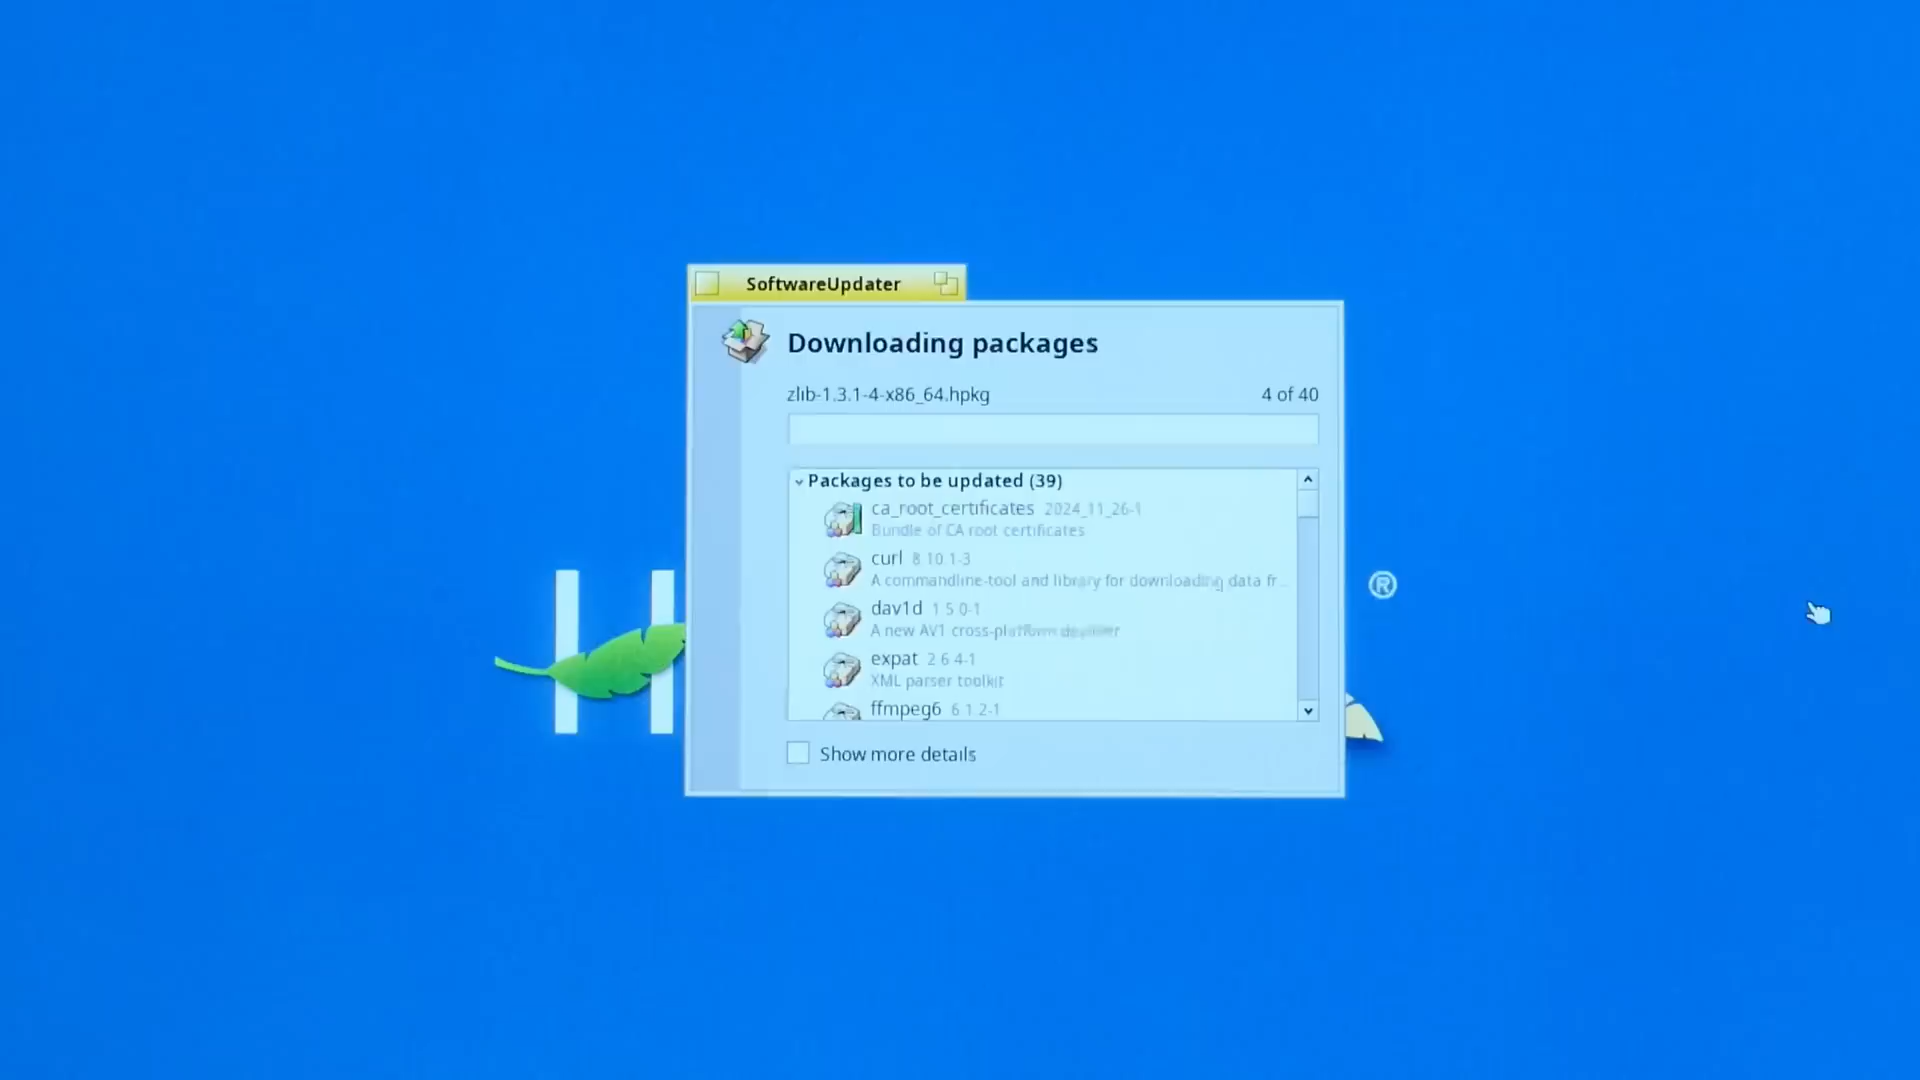 SoftwareUpdater
Downloading packages
zlib-1.3.1-4-x86_64.hpkg 4 of 40
Packages to be updated (39)
ca_root_certificates 2024_11_26-1
Bundle of CA root certificates
curl 8.10.1-3
A commandline-tool and library for downloading data fr...
dav1d 1.5.0-1
A new AV1 cross-platform
expat 2.6.4-1
XML parser toolkit
ffmpeg6 6.1.2-1
Show more details
H
®